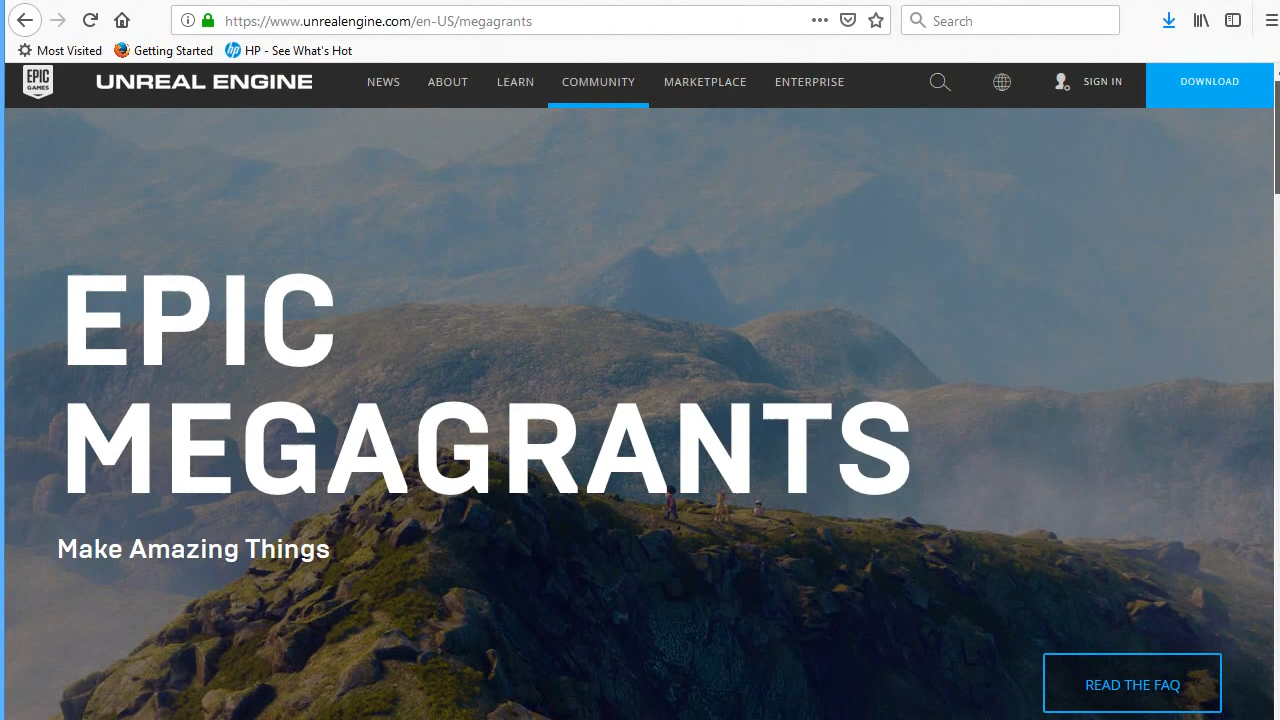 https://www.unrealengine.com/en-US/megagrants
Search
Most Visited
Getting Started
HP - See What's Hot
EPIC GAMES
UNREAL ENGINE
NEWS
ABOUT
LEARN
COMMUNITY
MARKETPLACE
ENTERPRISE
SIGN IN
DOWNLOAD
EPIC
MEGAGRANTS
Make Amazing Things
READ THE FAQ